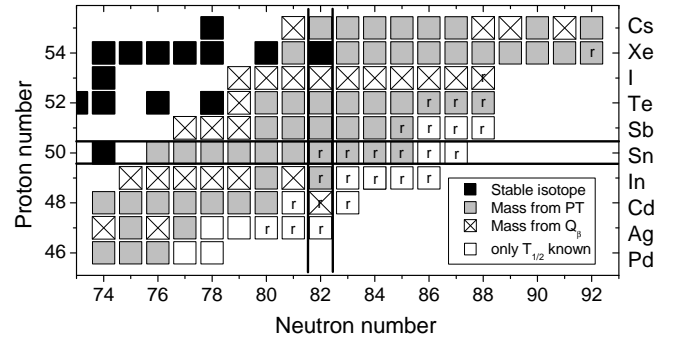 Cs
54 r Xe
r I
52 r r r Te
r r r r Sb
50 r r r r r r Sn
r r r r r In
48 r r r Cd
r r r Ag
46 Pd
Proton number
Stable isotope
Mass from PT
Mass from Qβ
only T1/2 known
74 76 78 80 82 84 86 88 90 92
Neutron number